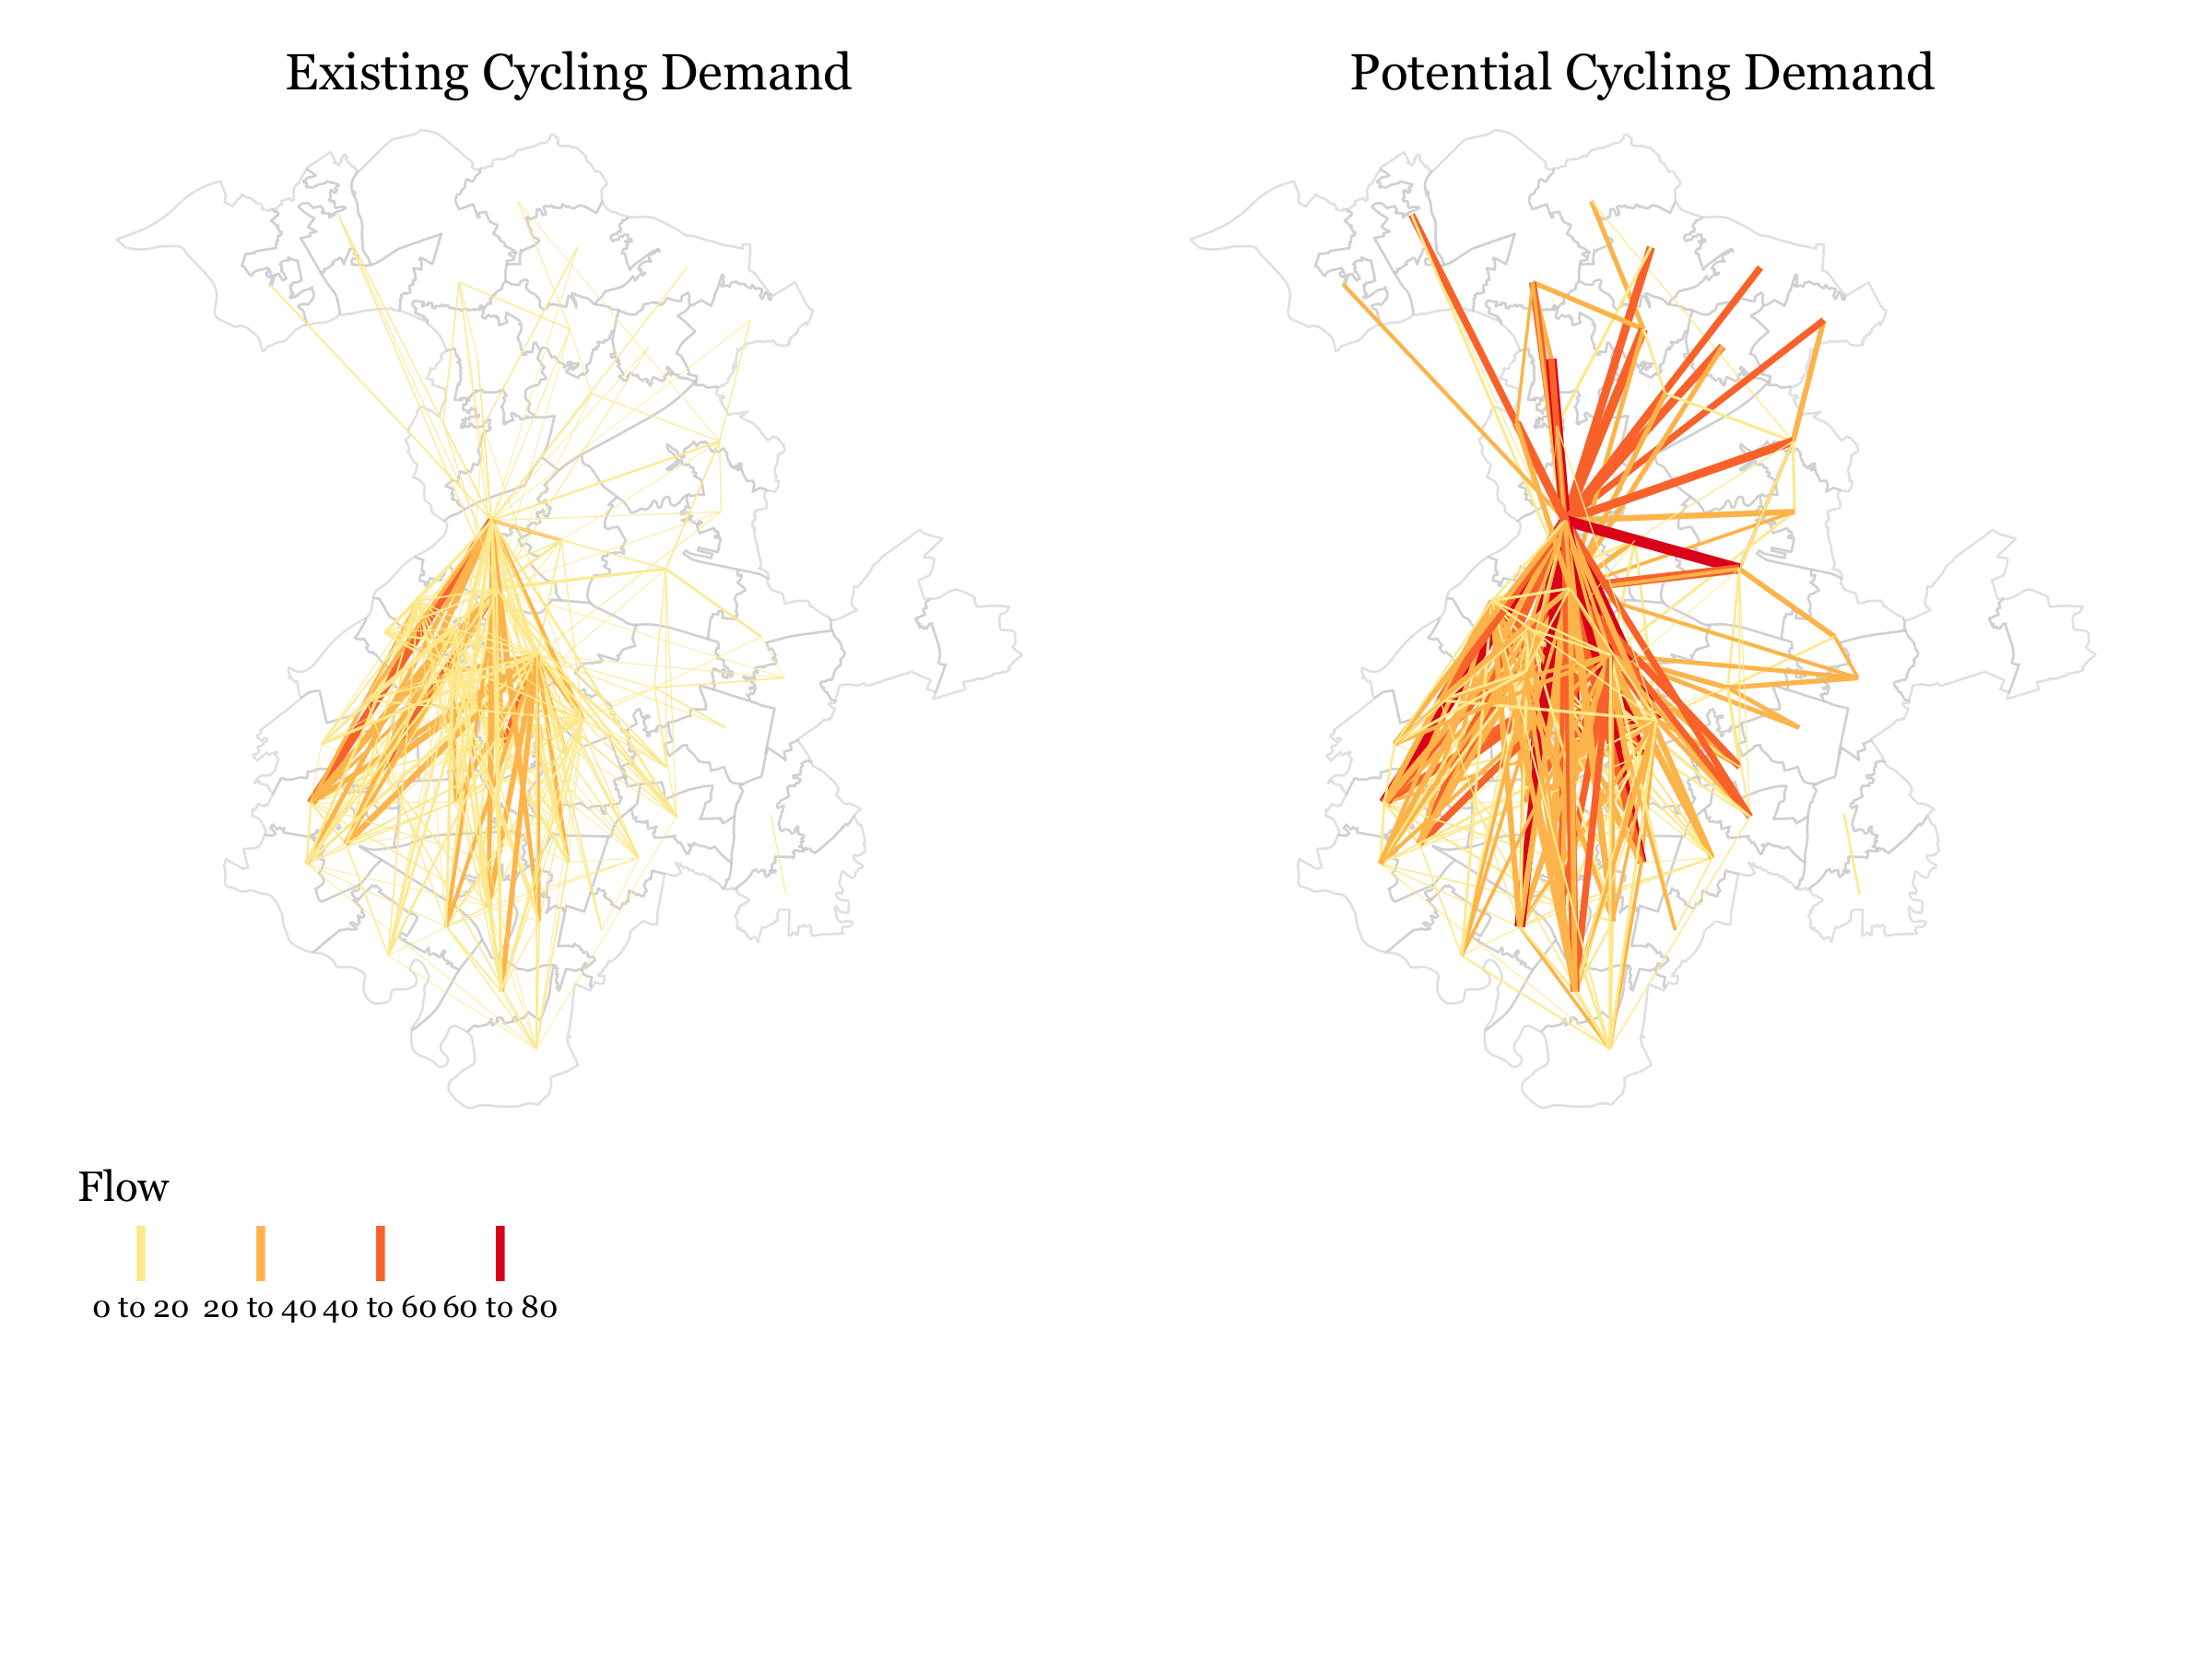 Existing Cycling Demand
Potential Cycling Demand
Flow
0 to 20 20 to 40 40 to 60 60 to 80